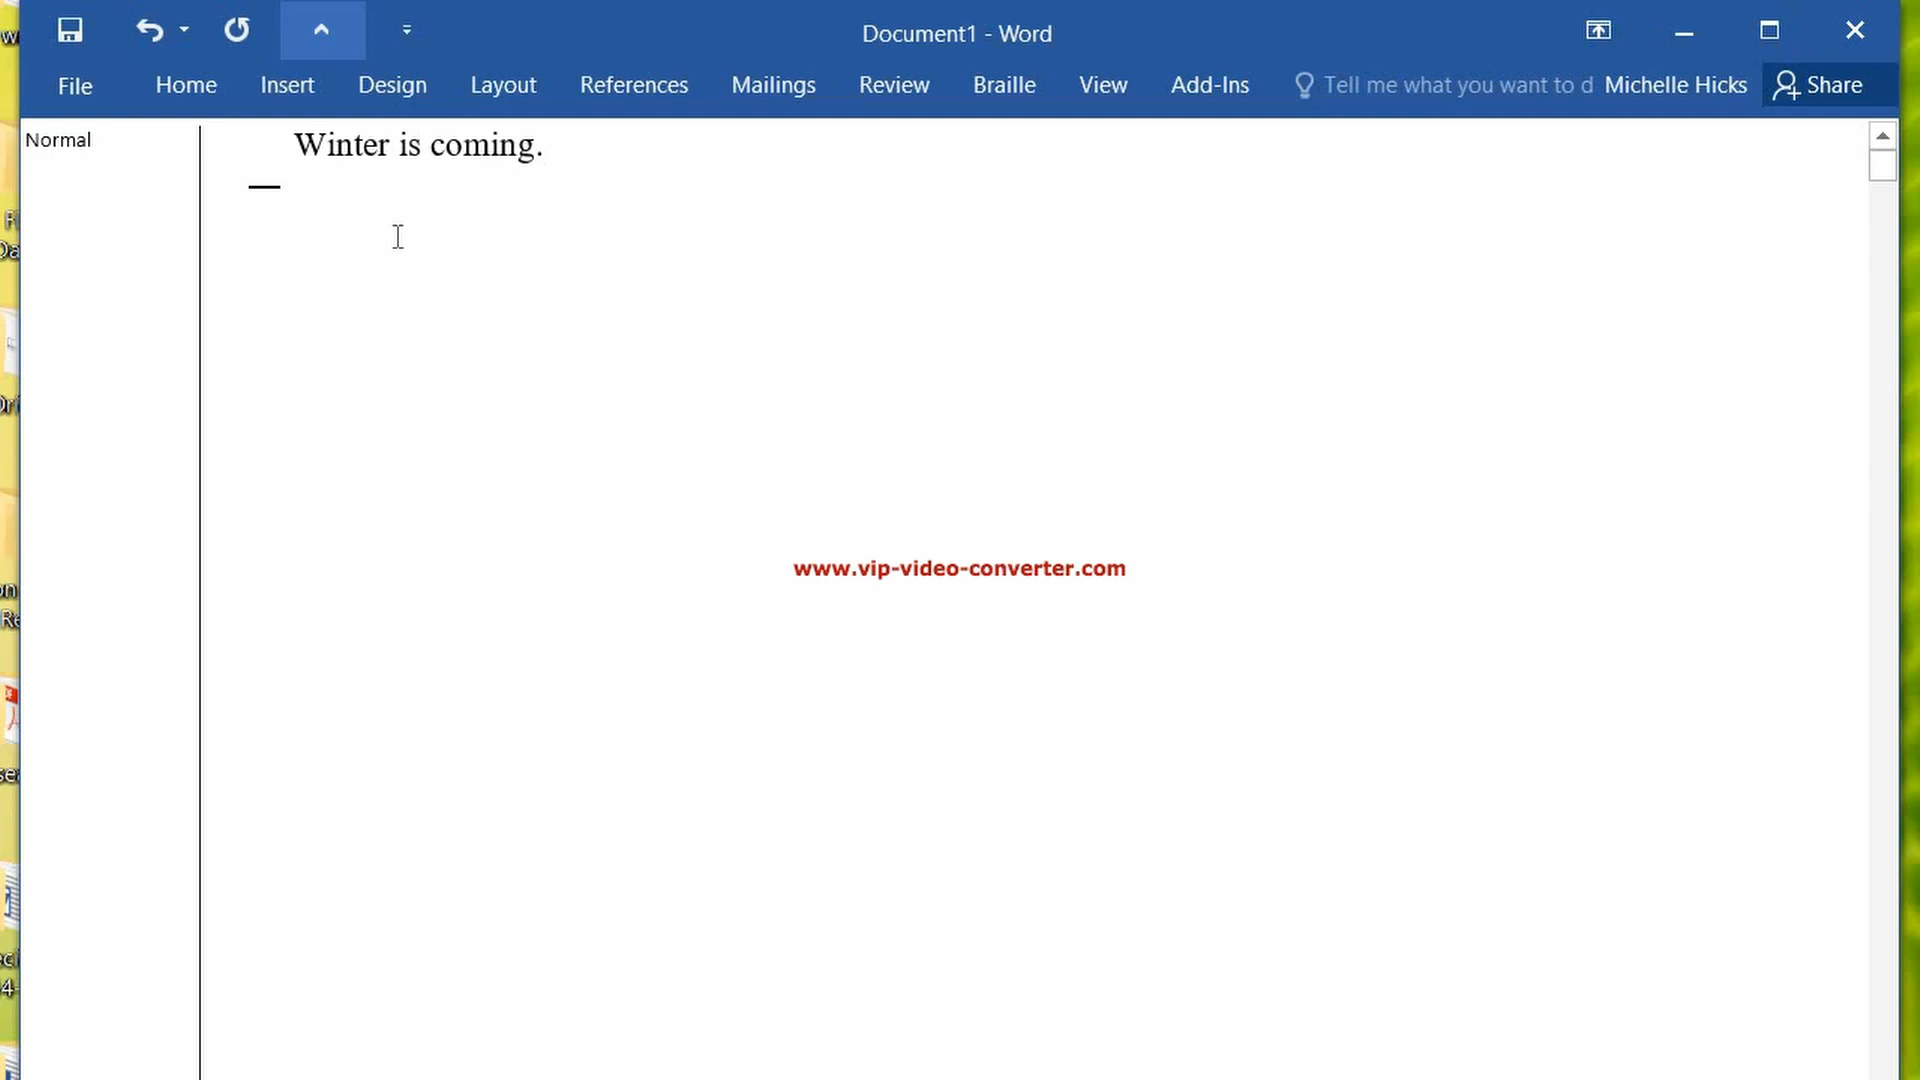 Document1 - Word
File Home Insert Design Layout References Mailings Review Braille View Add-Ins Tell me what you want to d Michelle Hicks Share
Normal
Winter is coming.
www.vip-video-converter.com